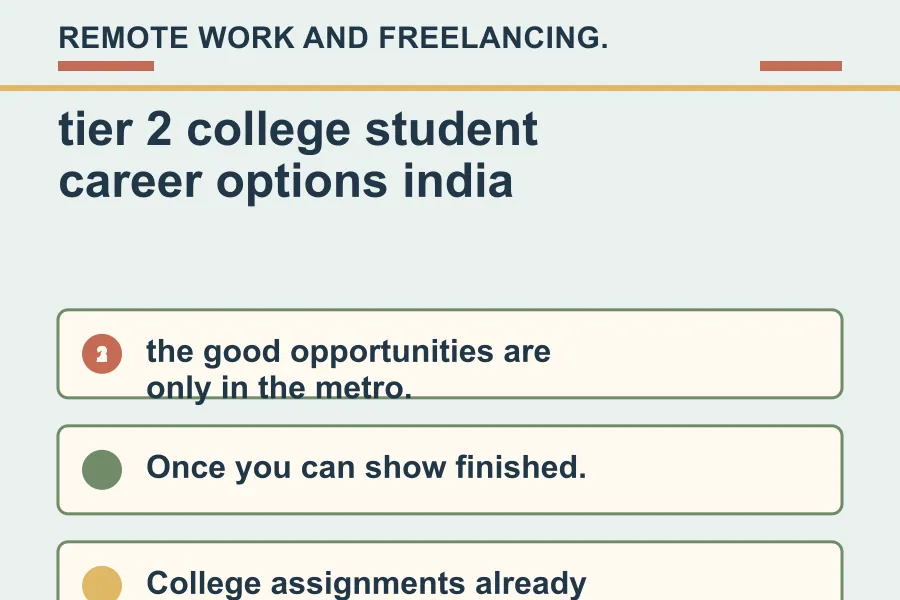 REMOTE WORK AND FREELANCING.
tier 2 college student
career options india
the good opportunities are
only in the metro.
Once you can show finished.
College assignments already